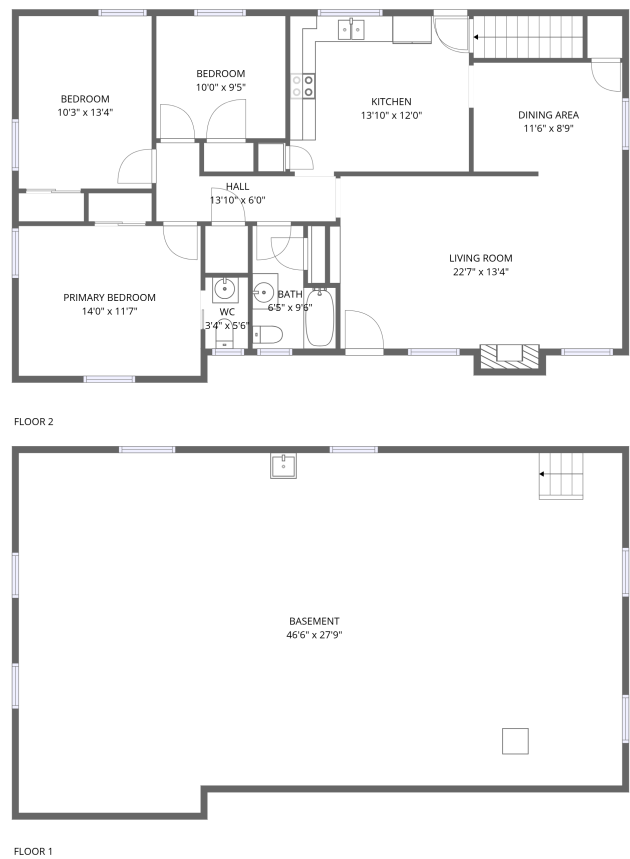 BEDROOM
10'0" x 9'5"
BEDROOM
10'3" x 13'4"
KITCHEN
13'10" x 12'0"
DINING AREA
11'6" x 8'9"
HALL
13'10" x 6'0"
LIVING ROOM
22'7" x 13'4"
PRIMARY BEDROOM
14'0" x 11'7"
WC
3'4" x 5'6"
BATH
6'5" x 9'6"
FLOOR 2
BASEMENT
46'6" x 27'9"
FLOOR 1